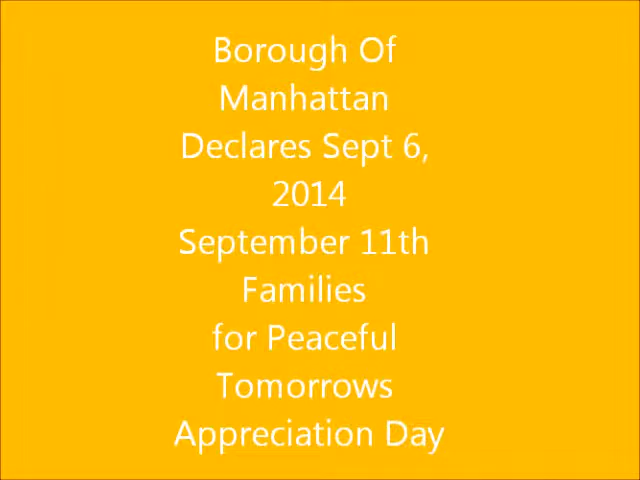 Borough Of
Manhattan
Declares Sept 6,
2014
September 11th
Families
for Peaceful
Tomorrows
Appreciation Day